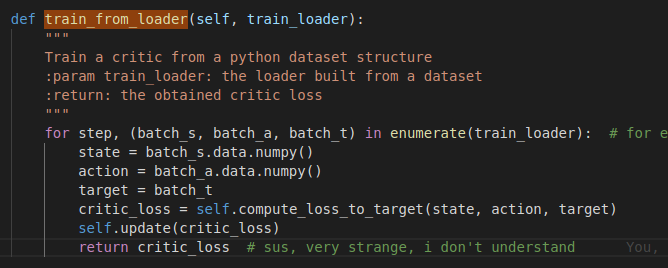 def train_from_loader(self, train_loader):
    """
    Train a critic from a python dataset structure
    :param train_loader: the loader built from a dataset
    :return: the obtained critic loss
    """
    for step, (batch_s, batch_a, batch_t) in enumerate(train_loader):  # for e
        state = batch_s.data.numpy()
        action = batch_a.data.numpy()
        target = batch_t
        critic_loss = self.compute_loss_to_target(state, action, target)
        self.update(critic_loss)
        return critic_loss  # sus, very strange, i don't understand      You,